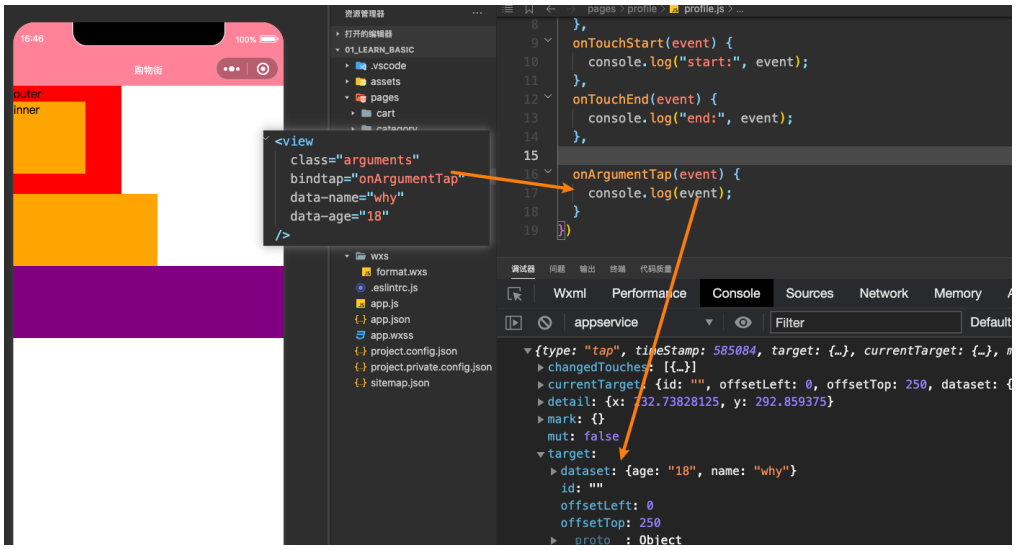 16:46
100%
购物街
outer
inner
资源管理器
打开的编辑器
01_LEARN_BASIC
.vscode
assets
pages
cart
category
wxs
format.wxs
.eslintrc.js
app.js
app.json
app.wxss
project.config.json
project.private.config.json
sitemap.json
<view
class="arguments"
bindtap="onArgumentTap"
data-name="why"
data-age="18"
/>
pages > profile > profile.js > ...
8 },
9 onTouchStart(event) {
10 console.log("start:", event);
11 },
12 onTouchEnd(event) {
13 console.log("end:", event);
14 },
15
16 onArgumentTap(event) {
17 console.log(event);
18 }
19 })
调试器 问题 输出 终端 代码质量
Wxml Performance Console Sources Network Memory
appservice Filter Default
{type: "tap", timeStamp: 585084, target: {…}, currentTarget: {…}, m
changedTouches: [{…}]
currentTarget: {id: "", offsetLeft: 0, offsetTop: 250, dataset: {
detail: {x: 232.73828125, y: 292.859375}
mark: {}
mut: false
target:
dataset: {age: "18", name: "why"}
id: ""
offsetLeft: 0
offsetTop: 250
proto : Object